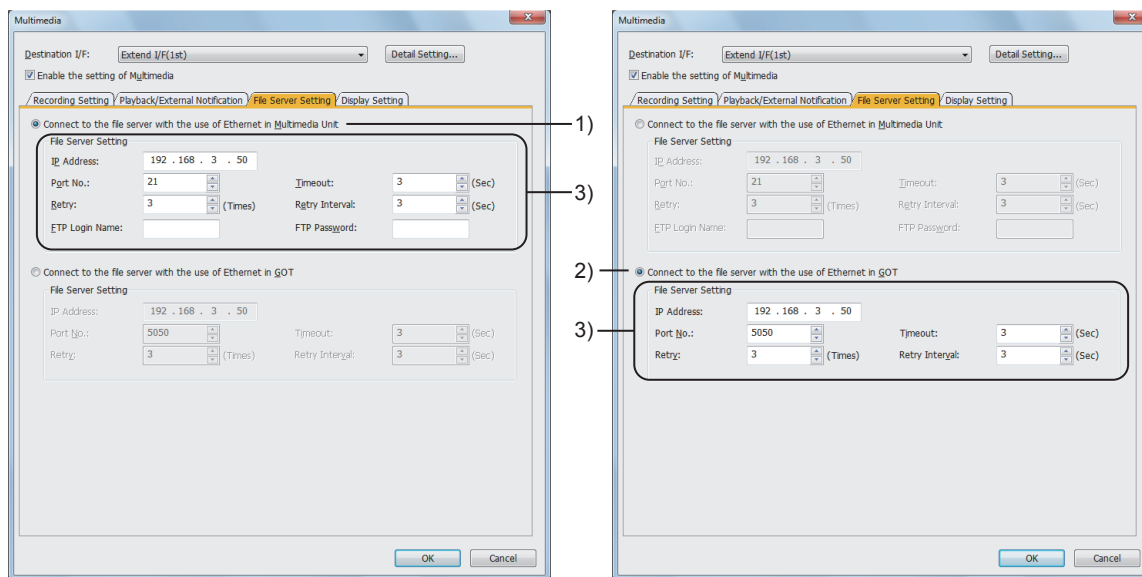 Multimedia
Destination I/F: Extend I/F(1st) Detail Setting...
Enable the setting of Multimedia
Recording Setting Playback/External Notification File Server Setting Display Setting
Connect to the file server with the use of Ethernet in Multimedia Unit
1)
File Server Setting
IP Address: 192 . 168 . 3 . 50
Port No.: 21 Timeout: 3 (Sec)
3)
Retry: 3 (Times) Retry Interval: 3 (Sec)
FTP Login Name: FTP Password:
Connect to the file server with the use of Ethernet in GOT
File Server Setting
IP Address: 192 . 168 . 3 . 50
Port No.: 5050 Timeout: 3 (Sec)
Retry: 3 (Times) Retry Interval: 3 (Sec)
OK Cancel
Multimedia
Destination I/F: Extend I/F(1st) Detail Setting...
Enable the setting of Multimedia
Recording Setting Playback/External Notification File Server Setting Display Setting
Connect to the file server with the use of Ethernet in Multimedia Unit
File Server Setting
IP Address: 192 . 168 . 3 . 50
Port No.: 21 Timeout: 3 (Sec)
Retry: 3 (Times) Retry Interval: 3 (Sec)
FTP Login Name: FTP Password:
2)
Connect to the file server with the use of Ethernet in GOT
File Server Setting
IP Address: 192 . 168 . 3 . 50
3)
Port No.: 5050 Timeout: 3 (Sec)
Retry: 3 (Times) Retry Interval: 3 (Sec)
OK Cancel